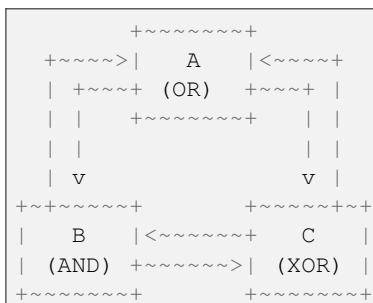 +~~~~~~~+
+~~~~>|   A   |<~~~~+
|  +~~~+ (OR)  +~~~+ |
|  |   +~~~~~~~+   | |
|  |               | |
|  v               v |
+~+~~~~~+       +~~~~~+~+
|   B   |<~~~~~~+   C   |
| (AND) +~~~~~~>| (XOR) |
+~~~~~~~+       +~~~~~~~+